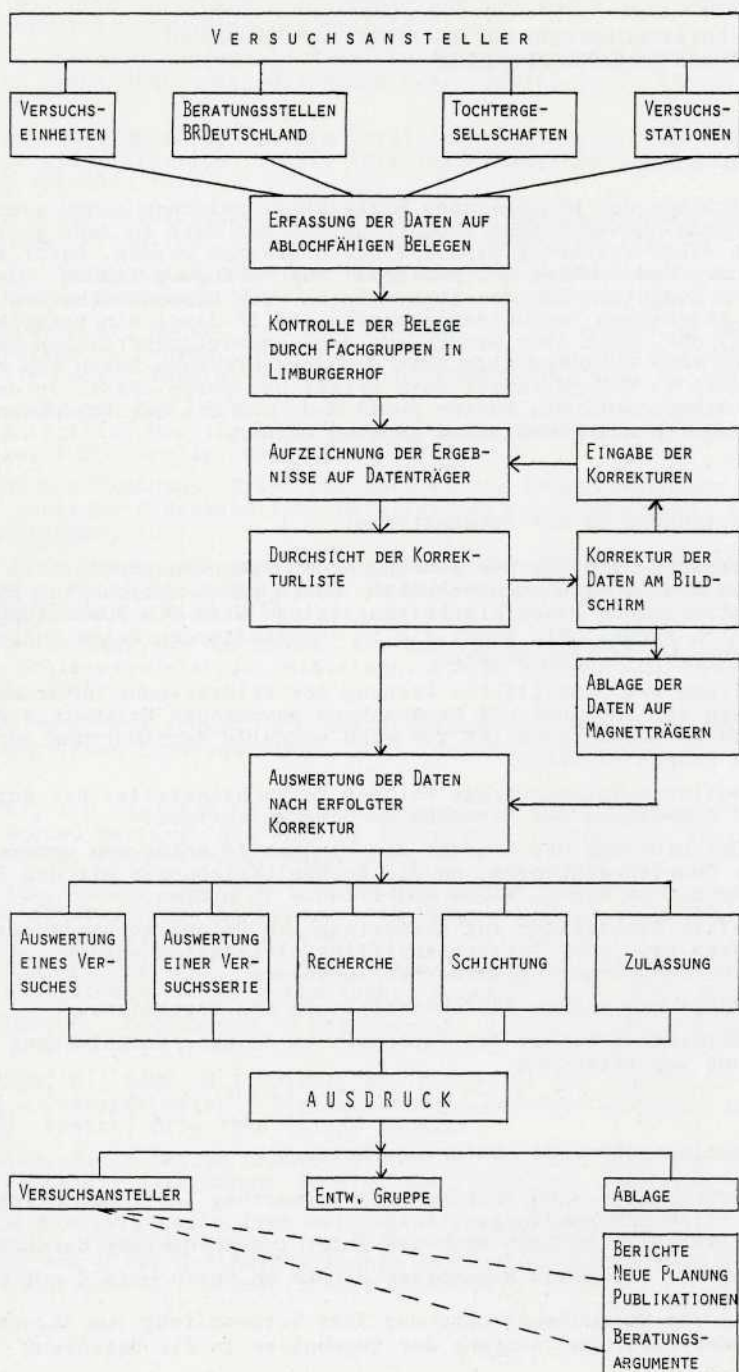 VERSUCHSANSTELLER
VERSUCHS-
EINHEITEN
BERATUNGSSTELLEN
BRDEUTSCHLAND
TOCHTERGE-
SELLSCHAFTEN
VERSUCHS-
STATIONEN
ERFASSUNG DER DATEN AUF
ABLOCHFÄHIGEN BELEGEN
KONTROLLE DER BELEGE
DURCH FACHGRUPPEN IN
LIMBURGERHOF
AUFZEICHNUNG DER ERGEB-
NISSE AUF DATENTRÄGER
EINGABE DER
KORREKTUREN
DURCHSICHT DER KORREK-
TURLISTE
KORREKTUR DER
DATEN AM BILD-
SCHIRM
ABLAGE DER
DATEN AUF
MAGNETTRÄGERN
AUSWERTUNG DER DATEN
NACH ERFOLGTER
KORREKTUR
AUSWERTUNG
EINES VER-
SUCHES
AUSWERTUNG
EINER VER-
SUCHSSERIE
RECHERCHE
SCHICHTUNG
ZULASSUNG
AUSDRUCK
VERSUCHSANSTELLER
ENTW. GRUPPE
ABLAGE
BERICHTE
NEUE PLANUNG
PUBLIKATIONEN
BERATUNGS-
ARGUMENTE